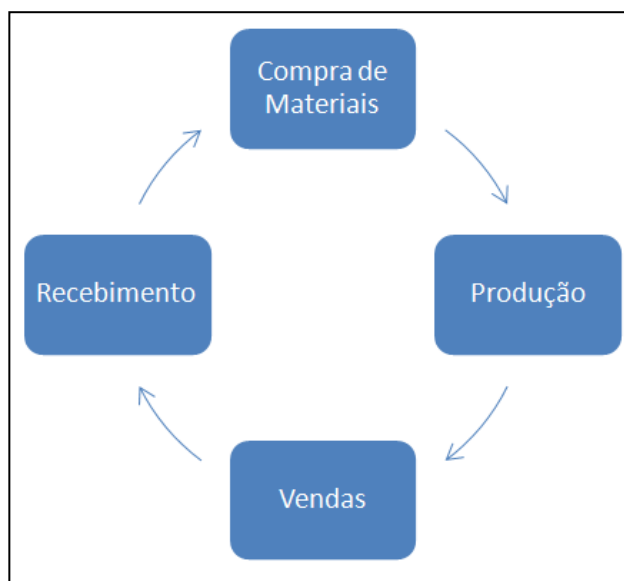 Compra de
Materiais
Produção
Vendas
Recebimento